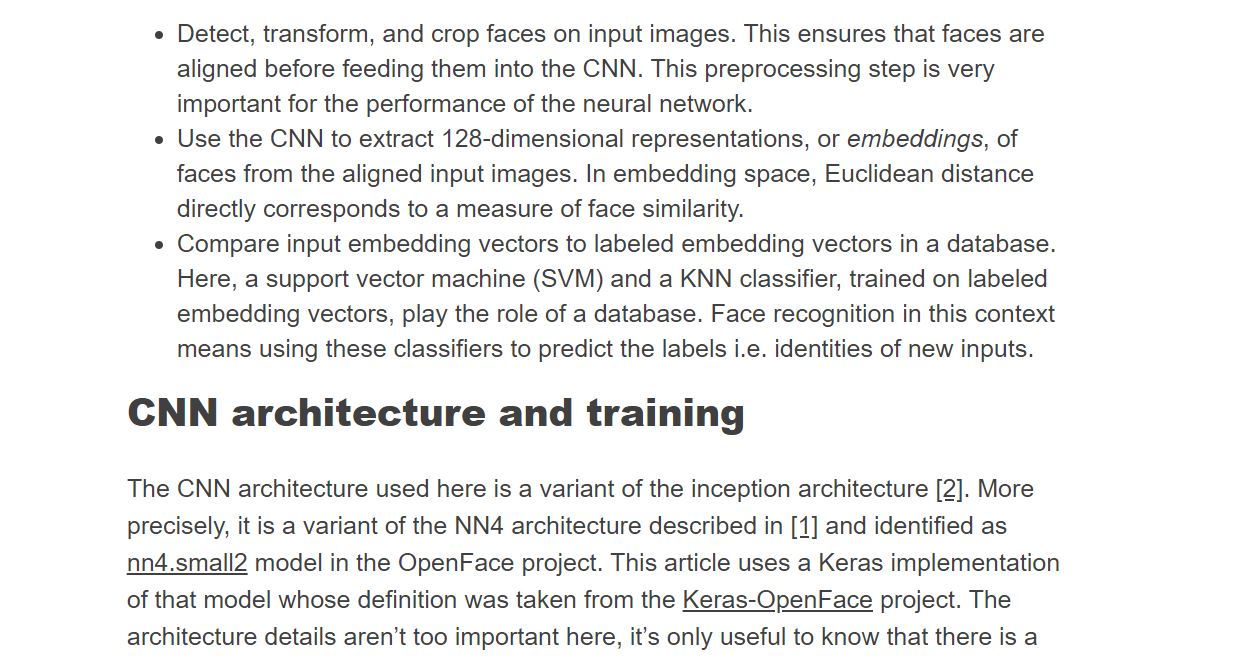 • Detect, transform, and crop faces on input images. This ensures that faces are
aligned before feeding them into the CNN. This preprocessing step is very
important for the performance of the neural network.
• Use the CNN to extract 128-dimensional representations, or embeddings, of
faces from the aligned input images. In embedding space, Euclidean distance
directly corresponds to a measure of face similarity.
• Compare input embedding vectors to labeled embedding vectors in a database.
Here, a support vector machine (SVM) and a KNN classifier, trained on labeled
embedding vectors, play the role of a database. Face recognition in this context
means using these classifiers to predict the labels i.e. identities of new inputs.
CNN architecture and training
The CNN architecture used here is a variant of the inception architecture [2]. More
precisely, it is a variant of the NN4 architecture described in [1] and identified as
nn4.small2 model in the OpenFace project. This article uses a Keras implementation
of that model whose definition was taken from the Keras-OpenFace project. The
architecture details aren’t too important here, it’s only useful to know that there is a